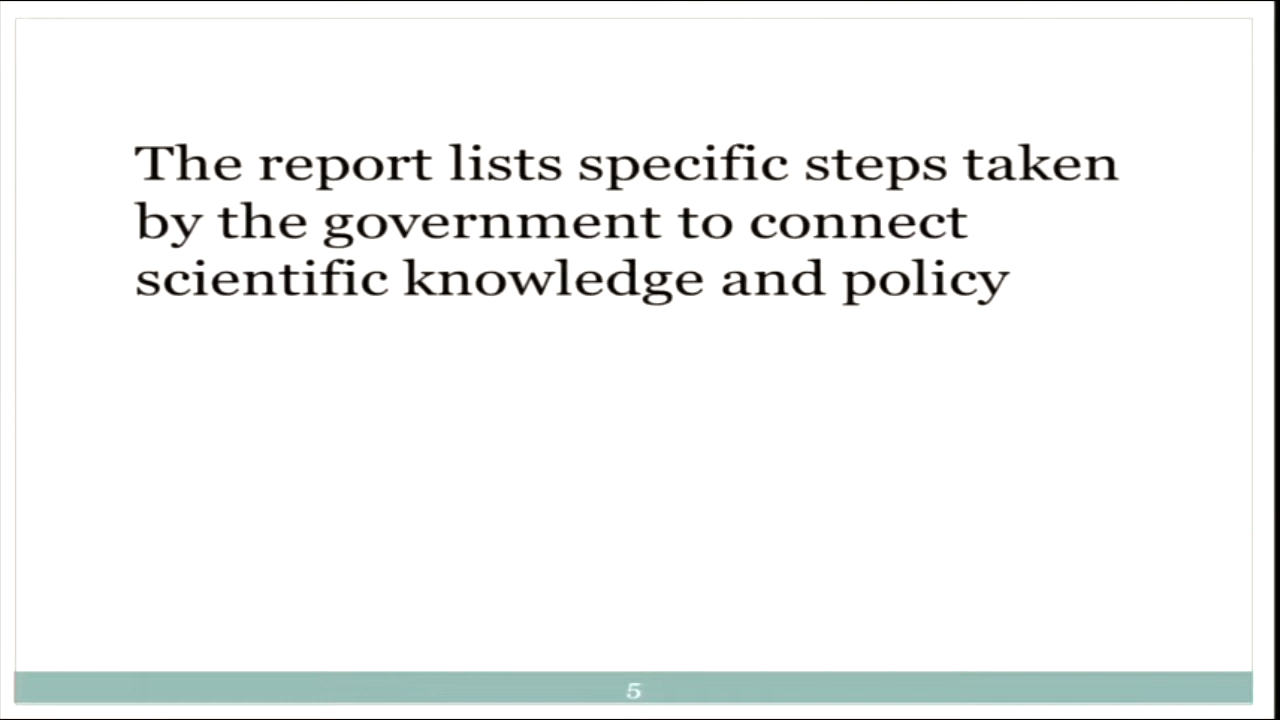 The report lists specific steps taken
by the government to connect
scientific knowledge and policy
5